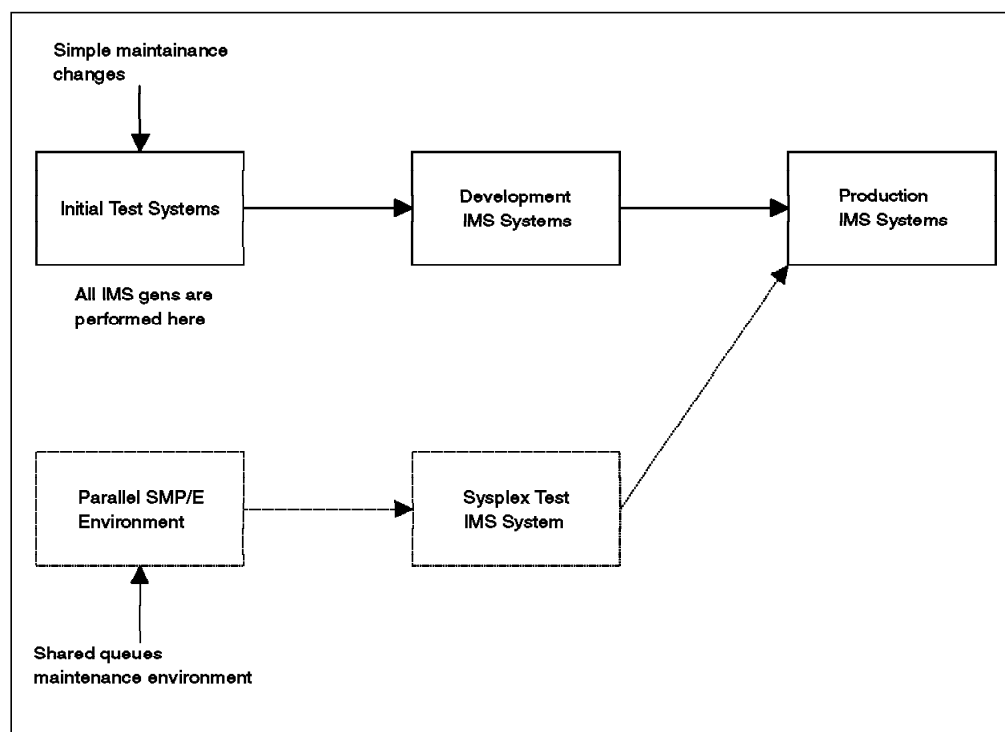 Simple maintainance
changes
Initial Test Systems
Development
IMS Systems
Production
IMS Systems
All IMS gens are
performed here
Parallel SMP/E
Environment
Sysplex Test
IMS System
Shared queues
maintenance environment